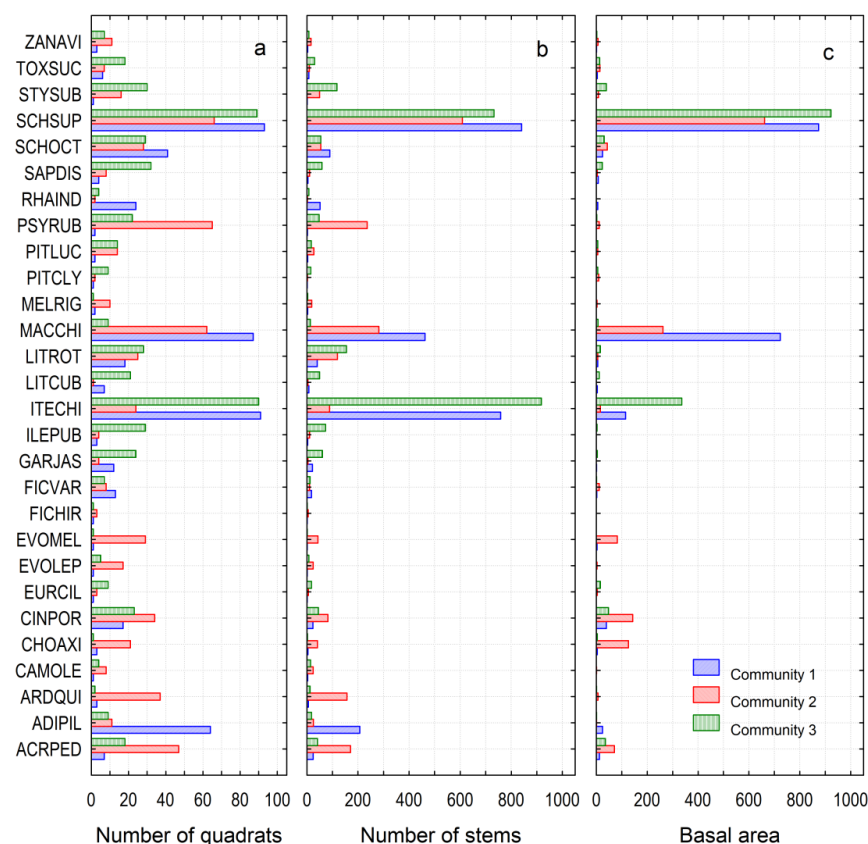 a
b
c
ZANAVI
TOXSUC
STYSUB
SCHSUP
SCHOCT
SAPDIS
RHAIND
PSYRUB
PITLUC
PITCLY
MELRIG
MACCHI
LITROT
LITCUB
ITECHI
ILEPUB
GARJAS
FICVAR
FICHIR
EVOMEL
EVOLEP
EURCIL
CINPOR
CHOAXI
CAMOLE
ARDQUI
ADIPIL
ACRPED
Community 1
Community 2
Community 3
0 20 40 60 80 100
0 200 400 600 800 1000
0 200 400 600 800 1000
Number of quadrats
Number of stems
Basal area